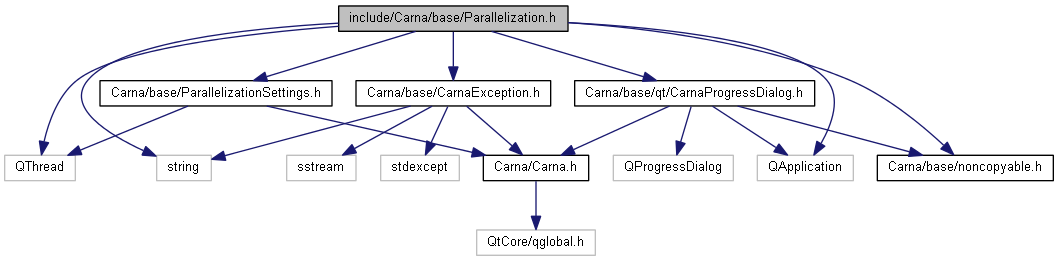 include/Carna/base/Parallelization.h
Carna/base/ParallelizationSettings.h
Carna/base/CarnaException.h
Carna/base/qt/CarnaProgressDialog.h
QThread
string
sstream
stdexcept
Carna/Carna.h
QProgressDialog
QApplication
Carna/base/noncopyable.h
QtCore/qglobal.h